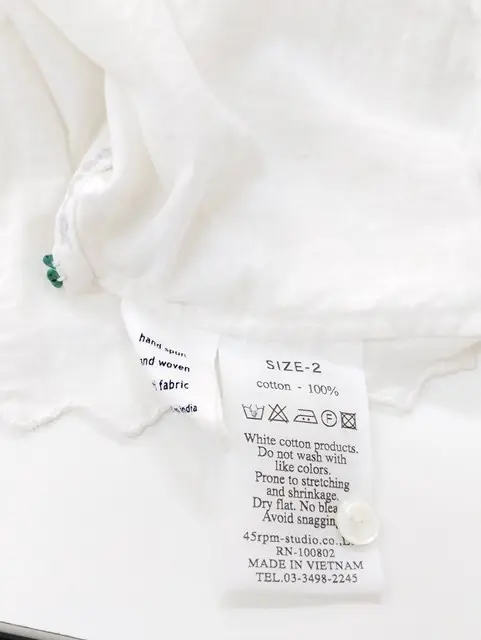 hand spun
and woven
fabric
india
SIZE-2
cotton - 100%
White cotton products.
Do not wash with
like colors.
Prone to stretching
and shrinkage.
Dry flat. No blea
Avoid snaggin
45rpm-studio.co.,L
RN-100802
MADE IN VIETNAM
TEL.03-3498-2245